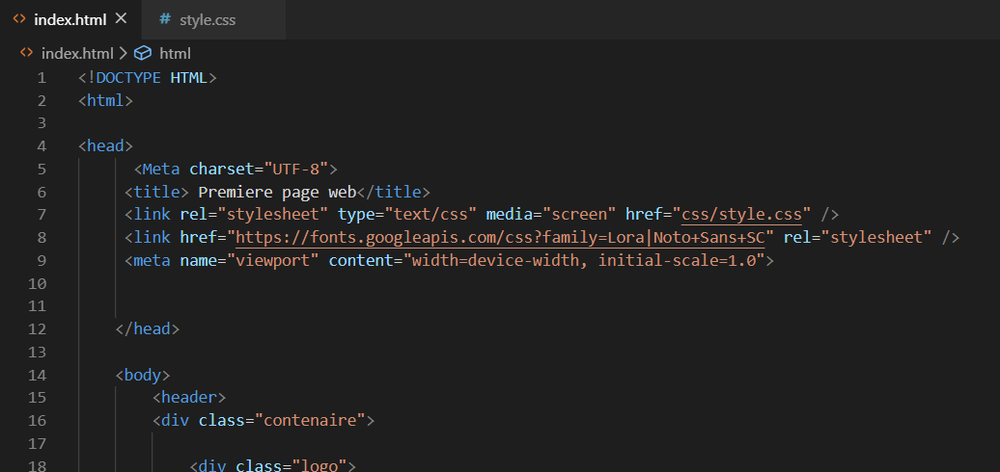 index.html ×
# style.css
index.html > html
1 <!DOCTYPE HTML>
2 <html>
3
4 <head>
5 <Meta charset="UTF-8">
6 <title> Premiere page web</title>
7 <link rel="stylesheet" type="text/css" media="screen" href="css/style.css" />
8 <link href="https://fonts.googleapis.com/css?family=Lora|Noto+Sans+SC" rel="stylesheet" />
9 <meta name="viewport" content="width=device-width, initial-scale=1.0">
10
11
12 </head>
13
14 <body>
15 <header>
16 <div class="contenaire">
17
18 <div class="logo">